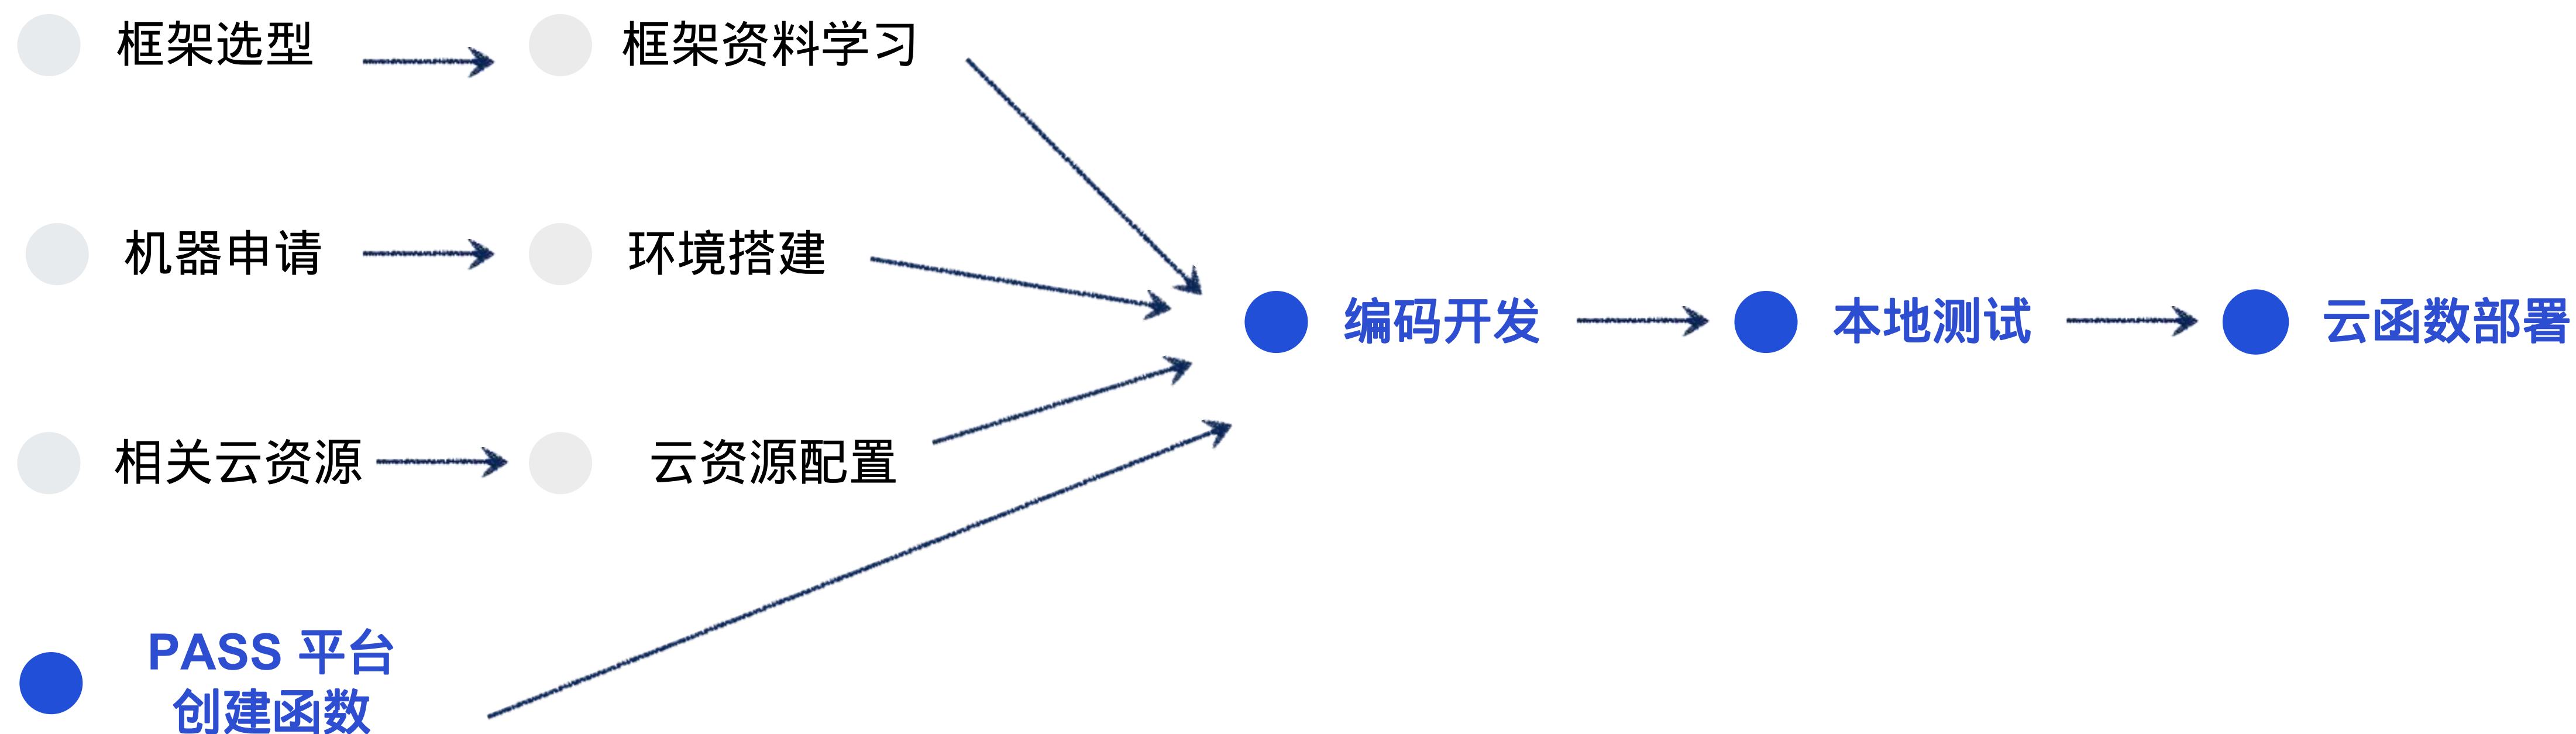 框架选型
框架资料学习
机器申请
环境搭建
编码开发
本地测试
云函数部署
相关云资源
云资源配置
PASS 平台
创建函数